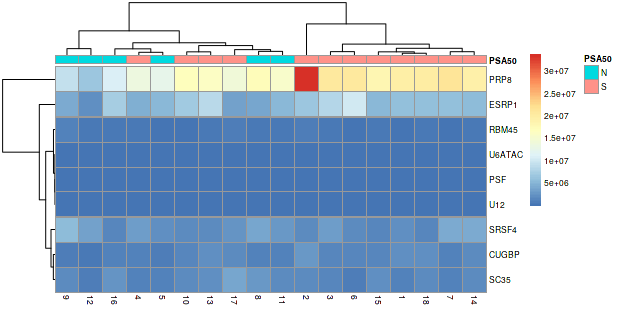 PSA50
PRP8
ESRP1
RBM45
U6ATAC
PSF
U12
SRSF4
CUGBP
SC35
9 12 16 4 5 10 13 17 8 11 2 3 6 15 1 18 7 14
3e+07
2.5e+07
2e+07
1.5e+07
1e+07
5e+06
PSA50
N
S